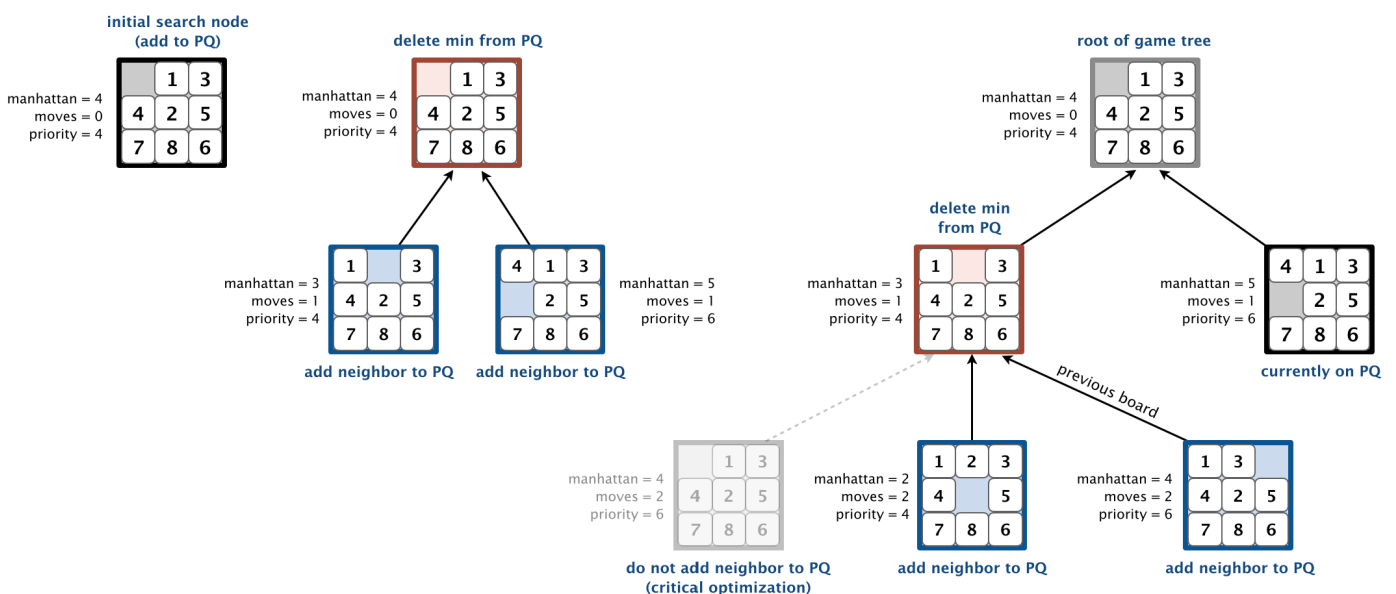 initial search node
(add to PQ)
1 3
4 2 5
7 8 6
manhattan = 4
moves = 0
priority = 4
delete min from PQ
1 3
4 2 5
7 8 6
manhattan = 4
moves = 0
priority = 4
1 3
4 2 5
7 8 6
manhattan = 3
moves = 1
priority = 4
add neighbor to PQ
4 1 3
2 5
7 8 6
manhattan = 5
moves = 1
priority = 6
add neighbor to PQ
root of game tree
1 3
4 2 5
7 8 6
manhattan = 4
moves = 0
priority = 4
delete min
from PQ
1 3
4 2 5
7 8 6
manhattan = 3
moves = 1
priority = 4
4 1 3
2 5
7 8 6
manhattan = 5
moves = 1
priority = 6
currently on PQ
previous board
1 3
4 2 5
7 8 6
manhattan = 4
moves = 2
priority = 6
do not add neighbor to PQ
(critical optimization)
1 2 3
4 5
7 8 6
manhattan = 2
moves = 2
priority = 4
add neighbor to PQ
1 3
4 2 5
7 8 6
manhattan = 4
moves = 2
priority = 6
add neighbor to PQ